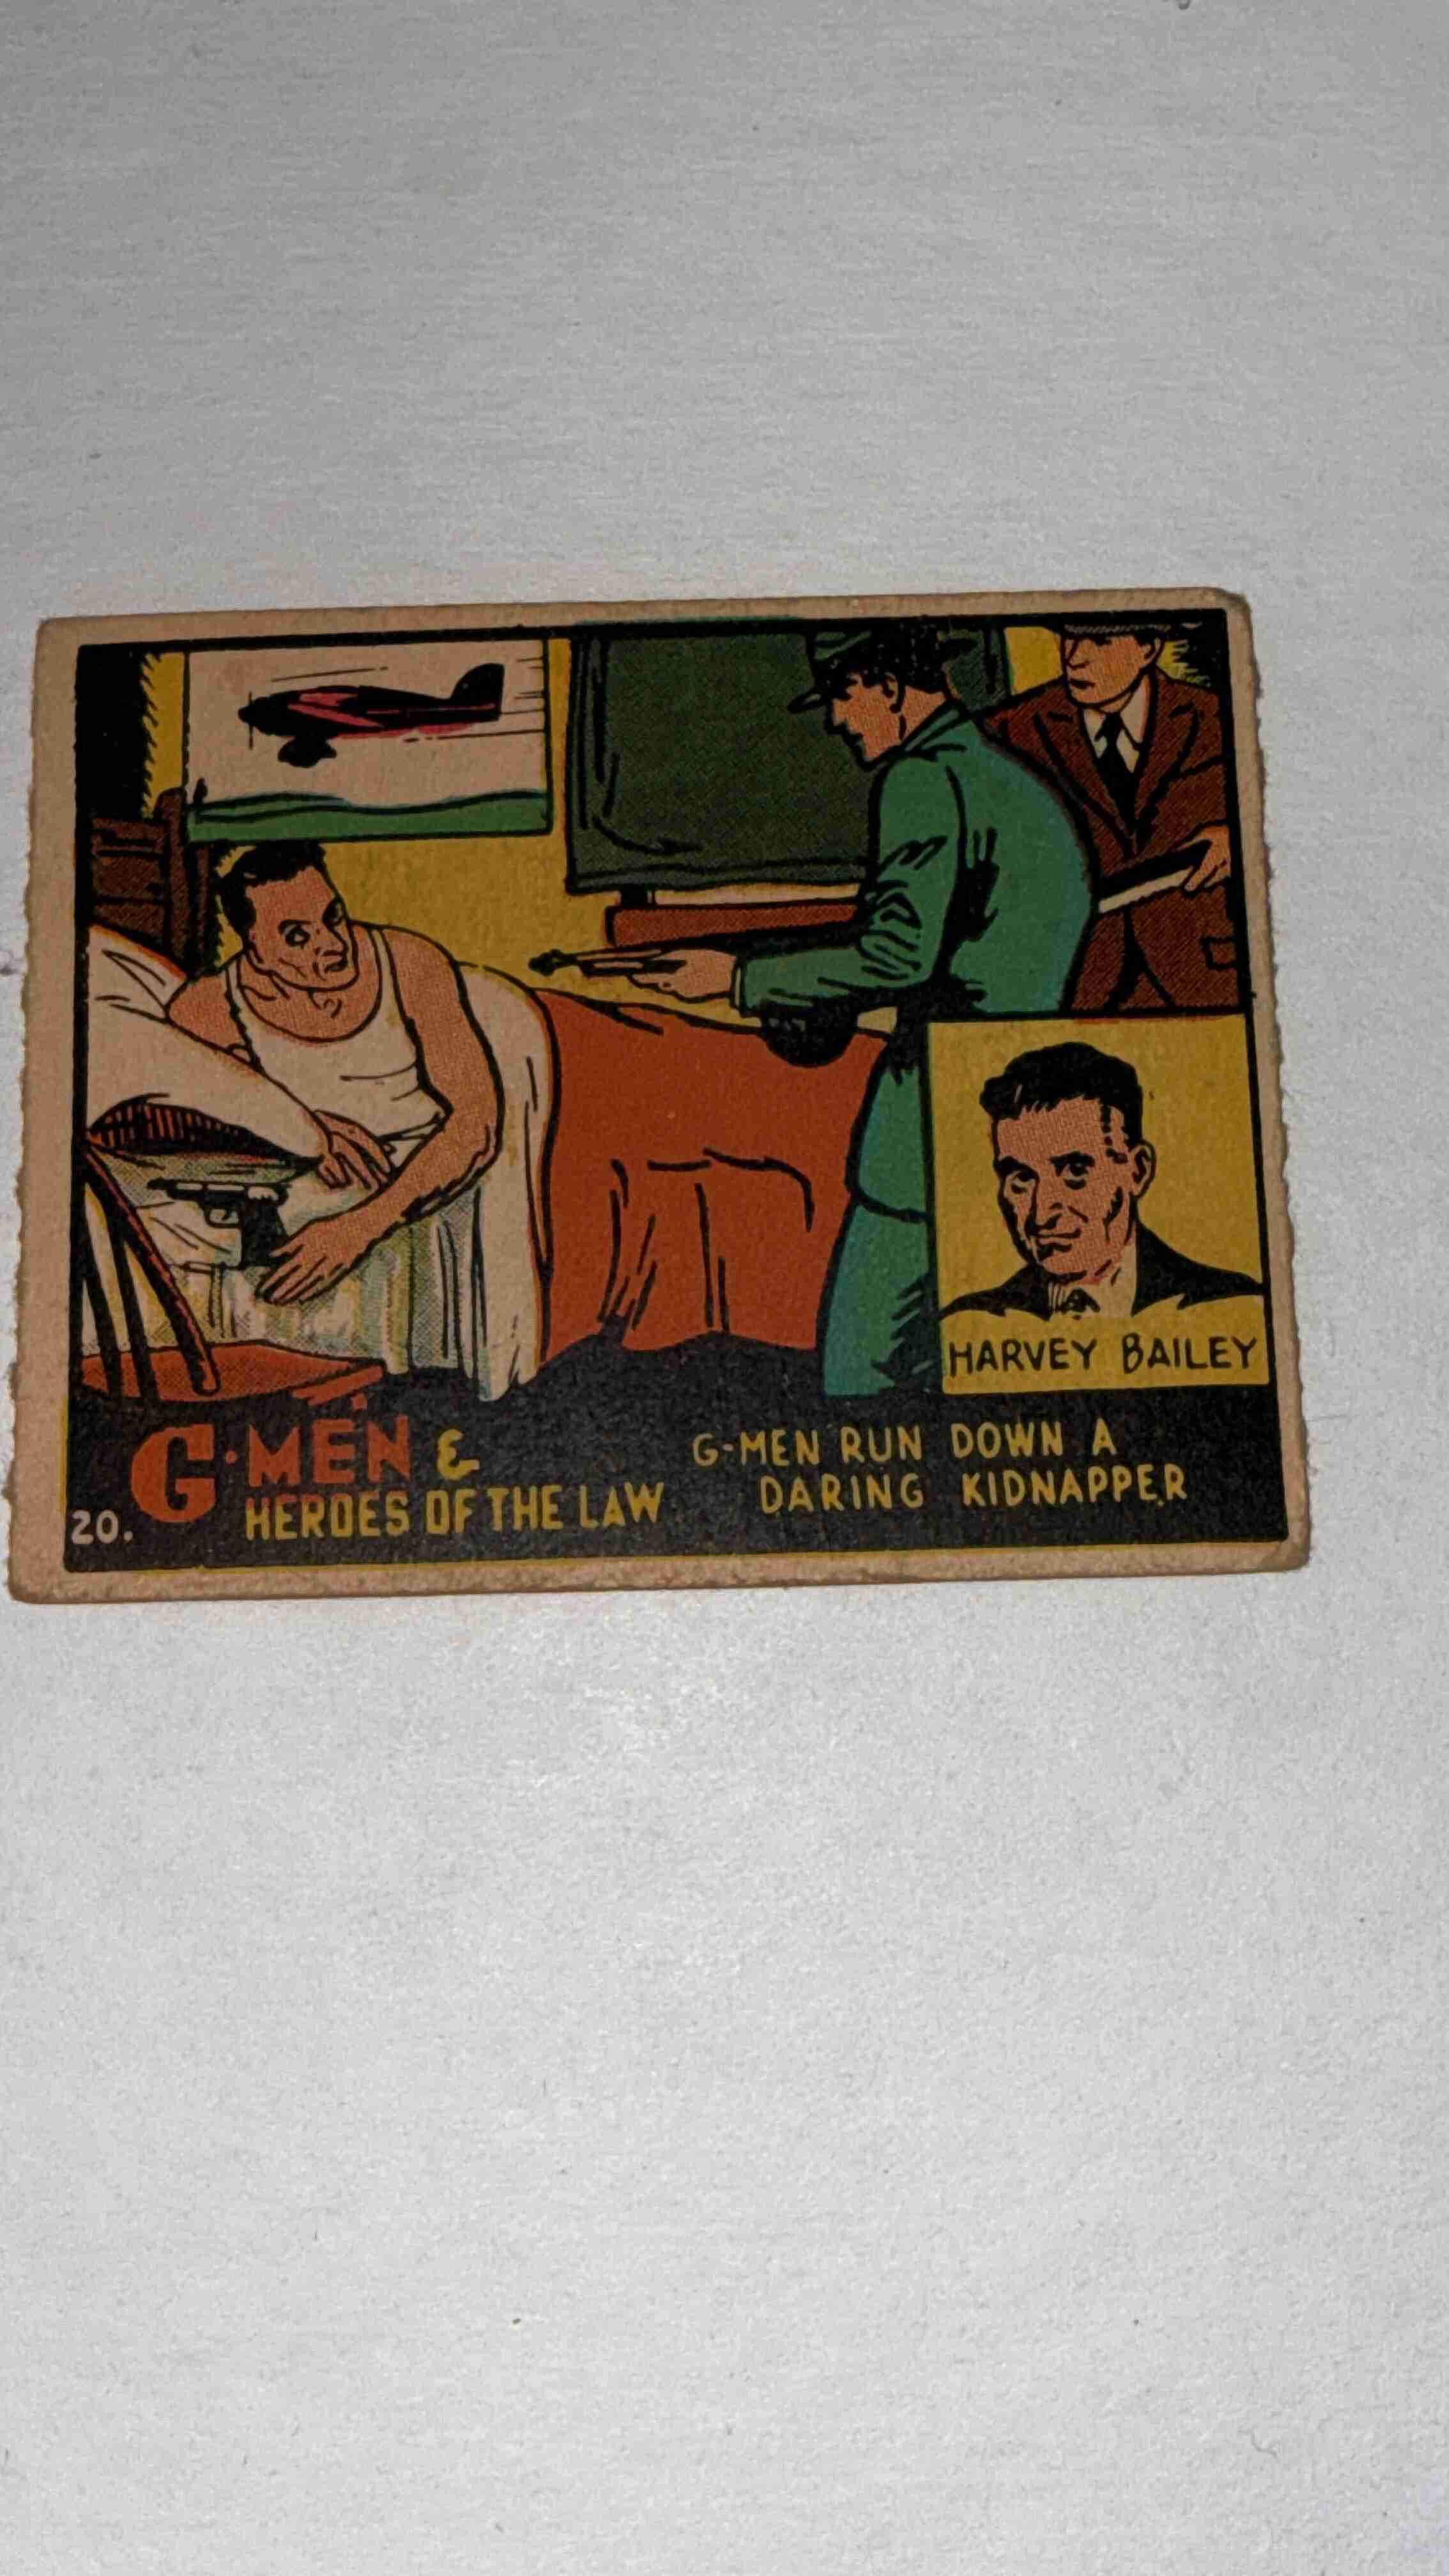 HARVEY BAILEY
G·MEN &
HEROES OF THE LAW
20.
G-MEN RUN DOWN A
DARING KIDNAPPER